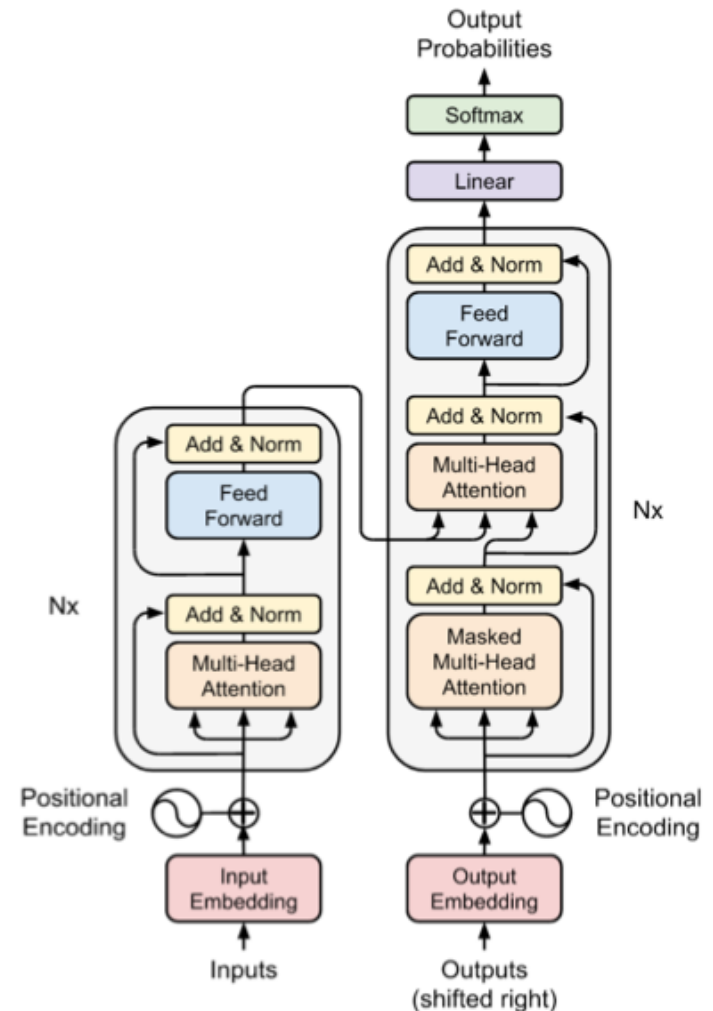 Output
Probabilities
Softmax
Linear
Add & Norm
Feed
Forward
Add & Norm
Multi-Head
Attention
Add & Norm
Masked
Multi-Head
Attention
Nx
Add & Norm
Feed
Forward
Add & Norm
Multi-Head
Attention
Nx
Positional
Encoding
Positional
Encoding
Input
Embedding
Output
Embedding
Inputs
Outputs
(shifted right)